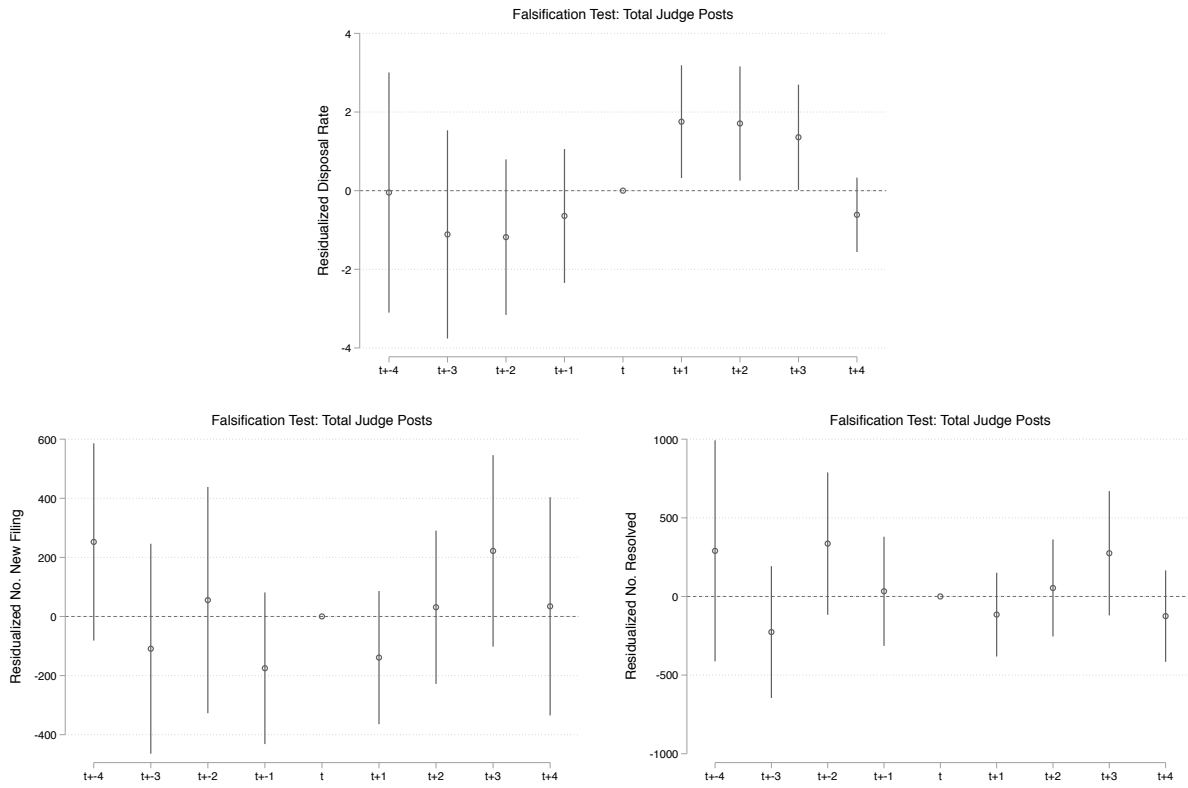 Falsification Test: Total Judge Posts
Residualized Disposal Rate
4
2
0
-2
-4
t+-4 t+-3 t+-2 t+-1 t t+1 t+2 t+3 t+4
Falsification Test: Total Judge Posts
Residualized No. New Filing
600
400
200
0
-200
-400
t+-4 t+-3 t+-2 t+-1 t t+1 t+2 t+3 t+4
Falsification Test: Total Judge Posts
Residualized No. Resolved
1000
500
0
-500
-1000
t+-4 t+-3 t+-2 t+-1 t t+1 t+2 t+3 t+4